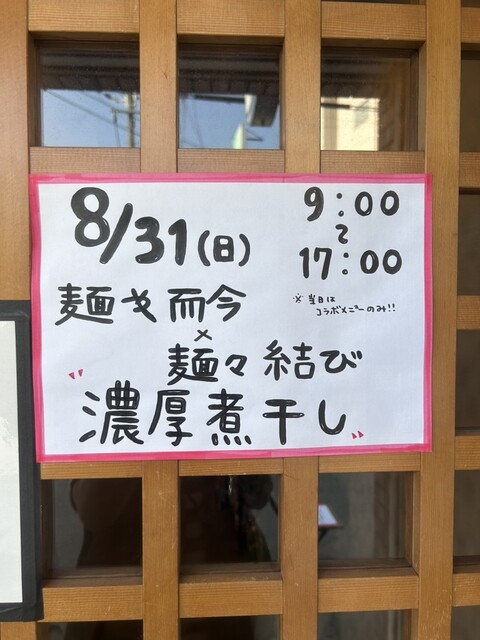 8/31(日)
9:00
~
17:00
※ 当日は
コラボメニューのみ!!
麺や而今
×
麺々結び
"濃厚煮干し"